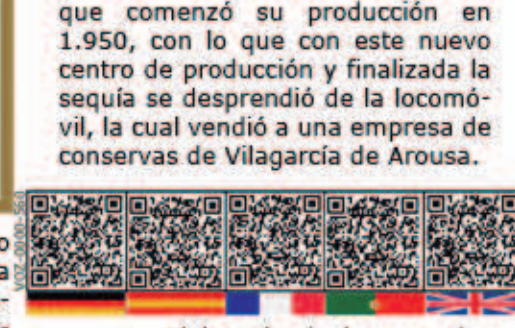 que comenzó su producción en
1.950, con lo que con este nuevo
centro de producción y finalizada la
sequía se desprendió de la locomó-
vil, la cual vendió a una empresa de
conservas de Vilagarcía de Arousa.